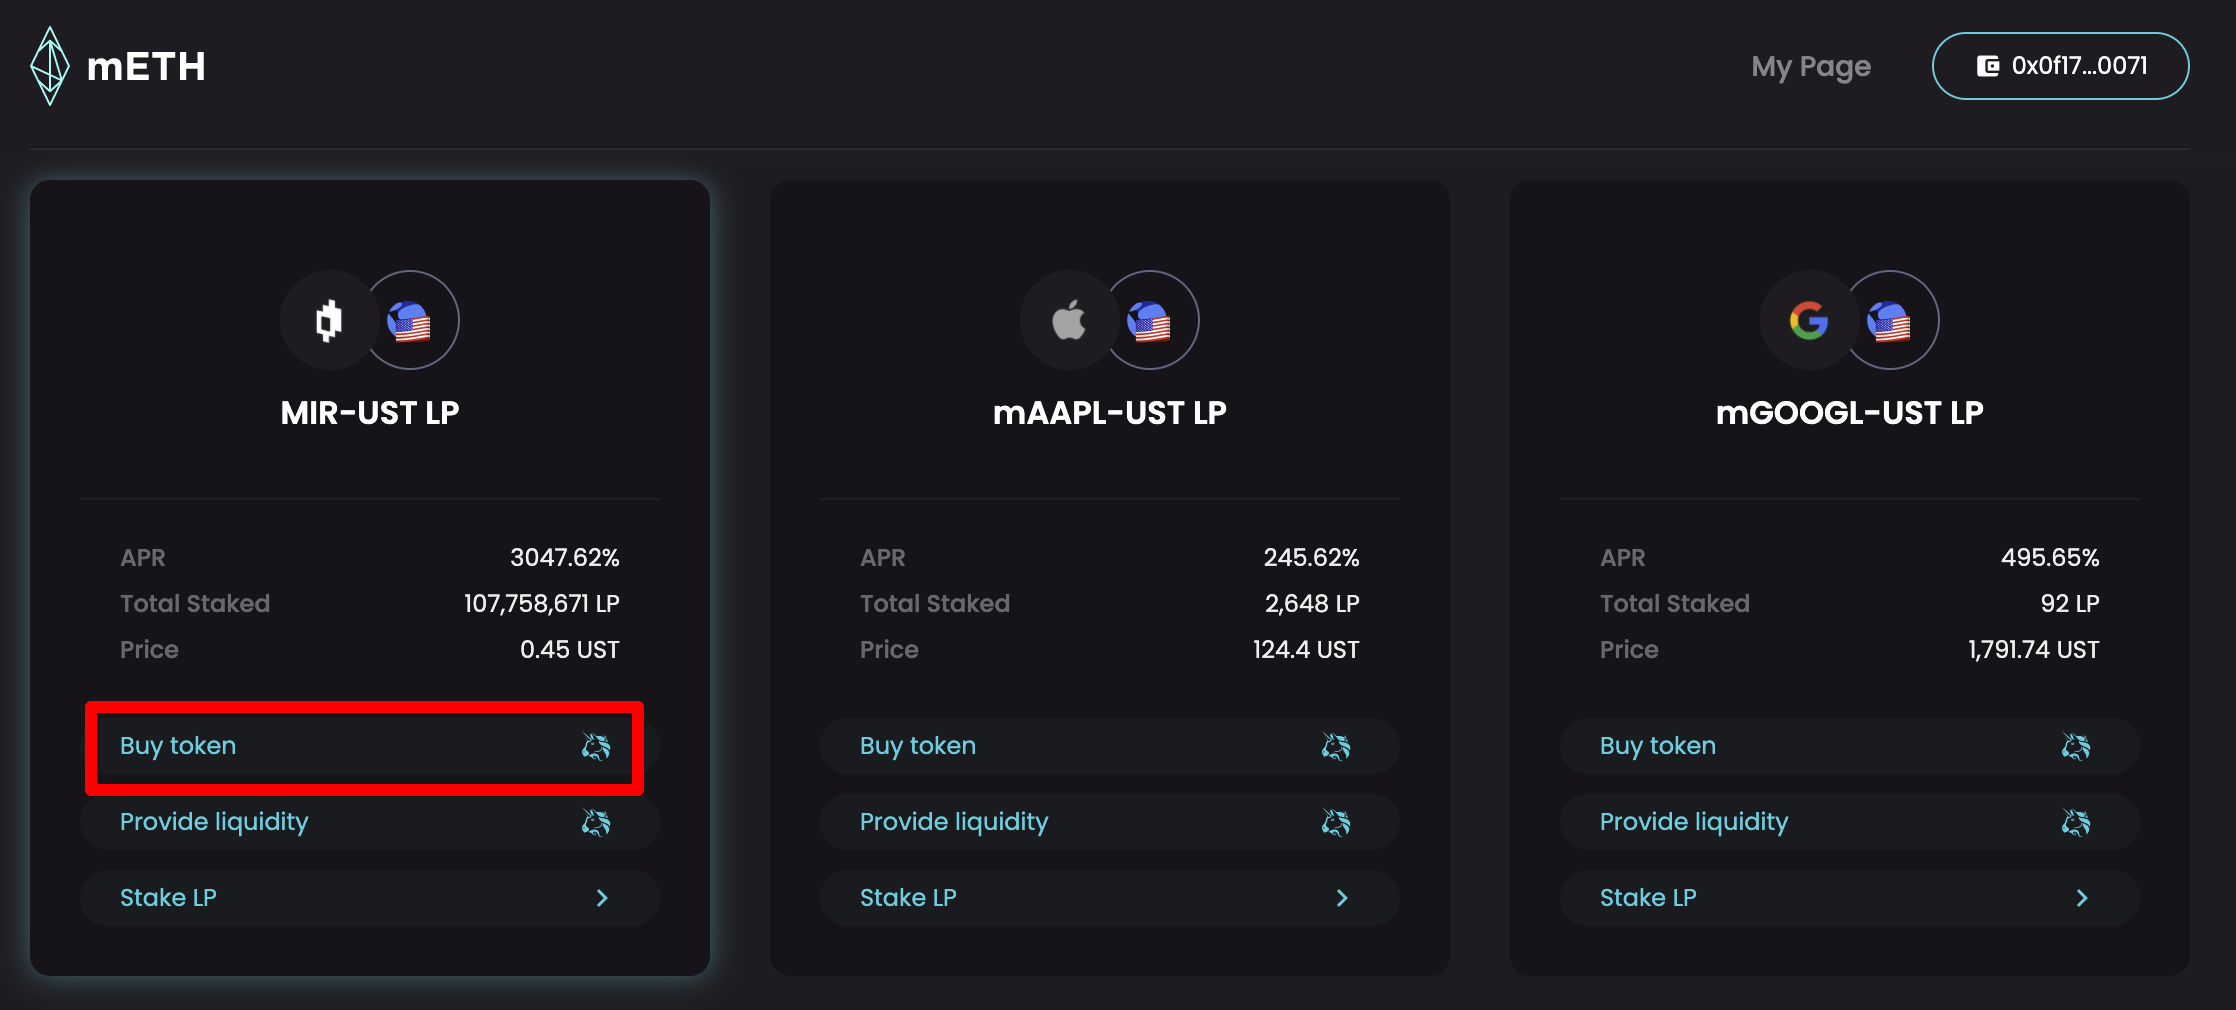 mETH
My Page
0x0f17...0071
MIR-UST LP
APR 3047.62%
Total Staked 107,758,671 LP
Price 0.45 UST
Buy token
Provide liquidity
Stake LP
mAAPL-UST LP
APR 245.62%
Total Staked 2,648 LP
Price 124.4 UST
Buy token
Provide liquidity
Stake LP
mGOOGL-UST LP
APR 495.65%
Total Staked 92 LP
Price 1,791.74 UST
Buy token
Provide liquidity
Stake LP